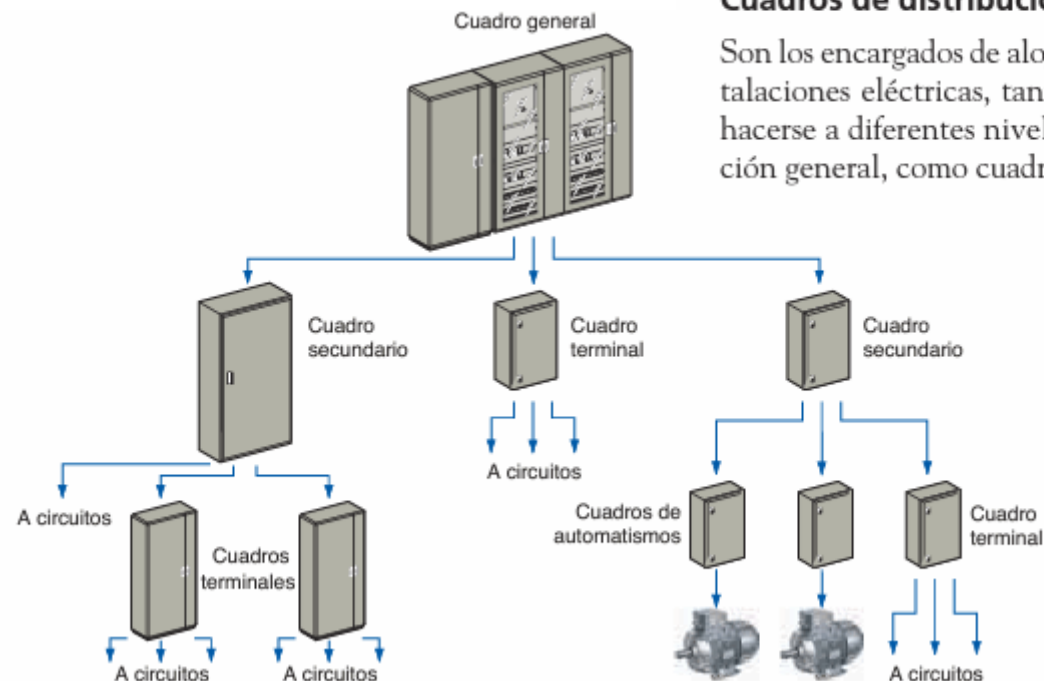 Cuadro general
Son los encargados de alo
talaciones eléctricas, tan
hacerse a diferentes nivel
ción general, como cuadr
Cuadro
secundario
Cuadro
terminal
Cuadro
secundario
A circuitos
A circuitos
Cuadros
terminales
Cuadros de
automatismos
Cuadro
terminal
A circuitos
A circuitos
A circuitos